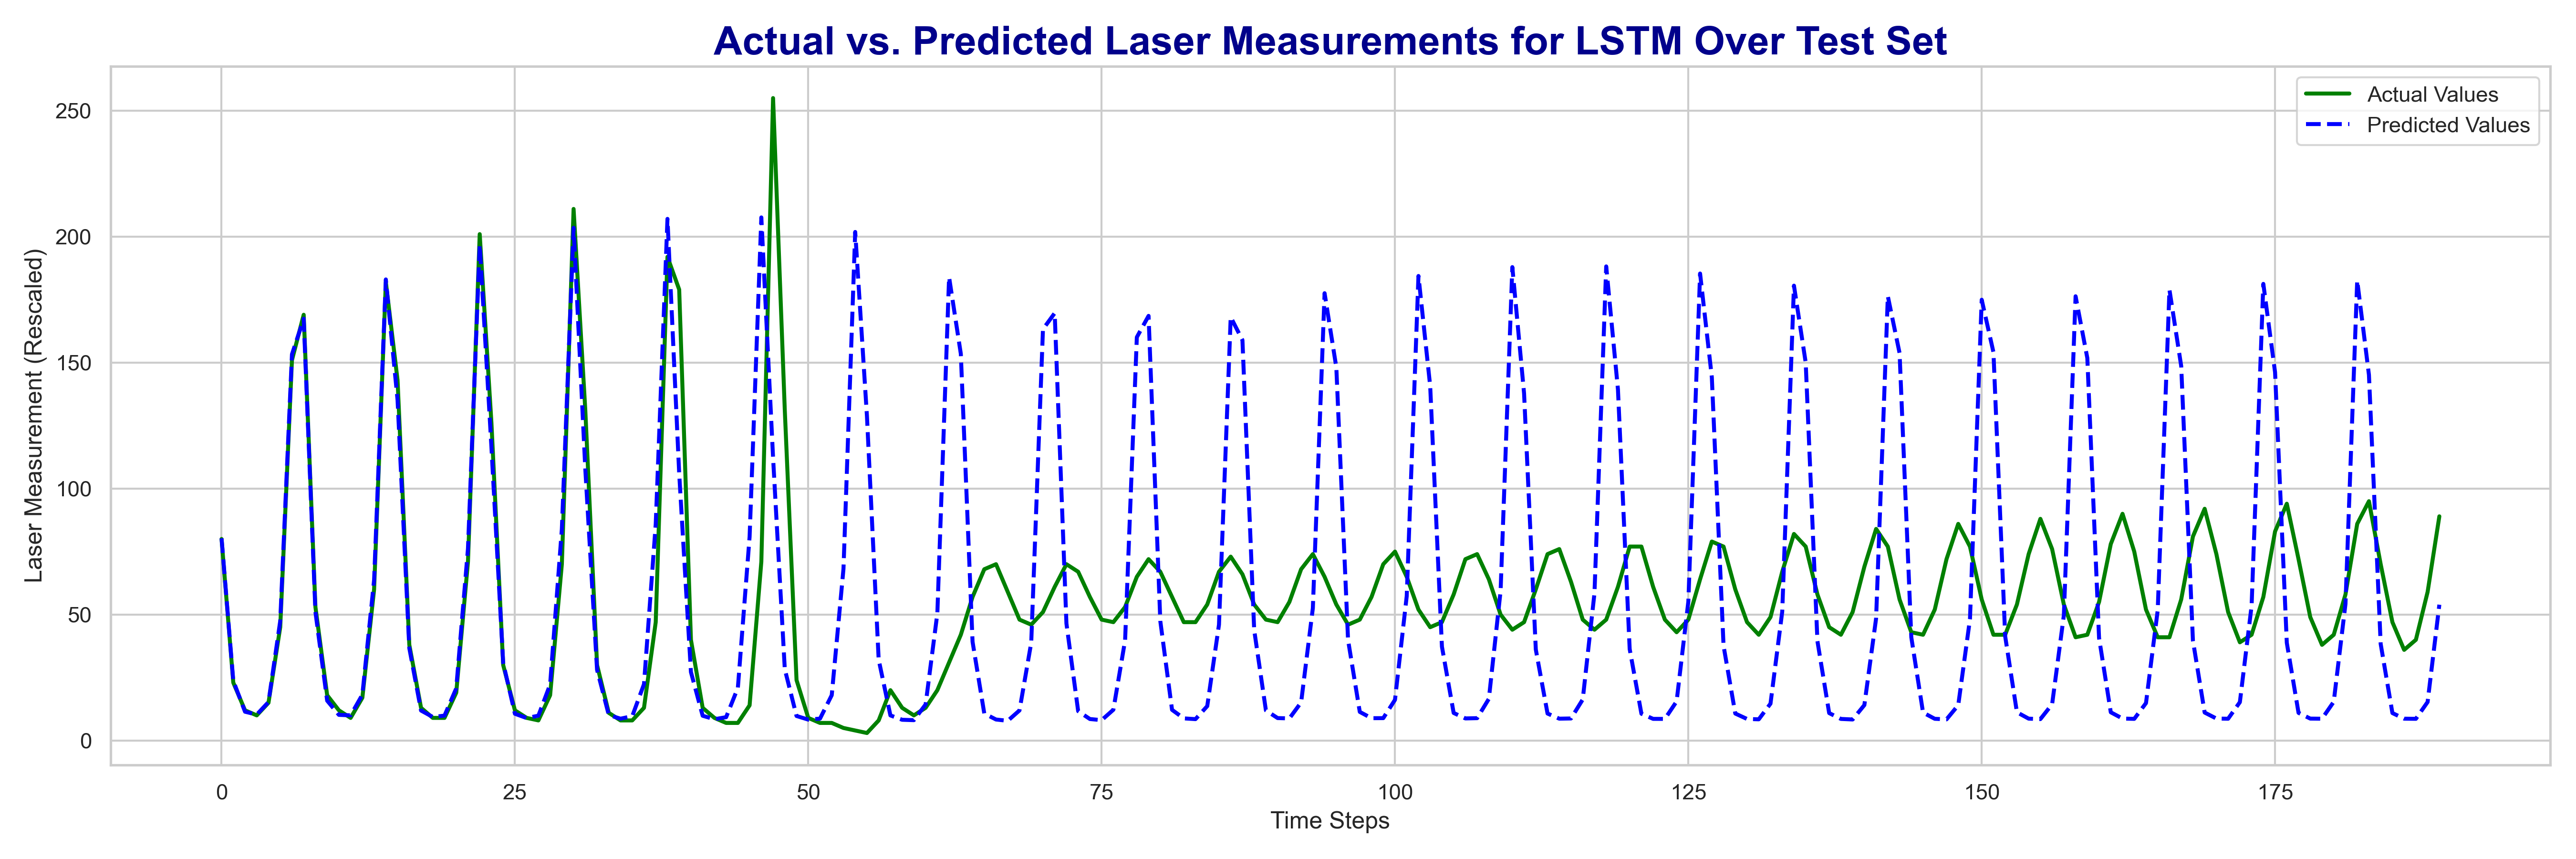 Actual vs. Predicted Laser Measurements for LSTM Over Test Set
Actual Values
Predicted Values
Laser Measurement (Rescaled)
250
200
150
100
50
0
0 25 50 75 100 125 150 175
Time Steps